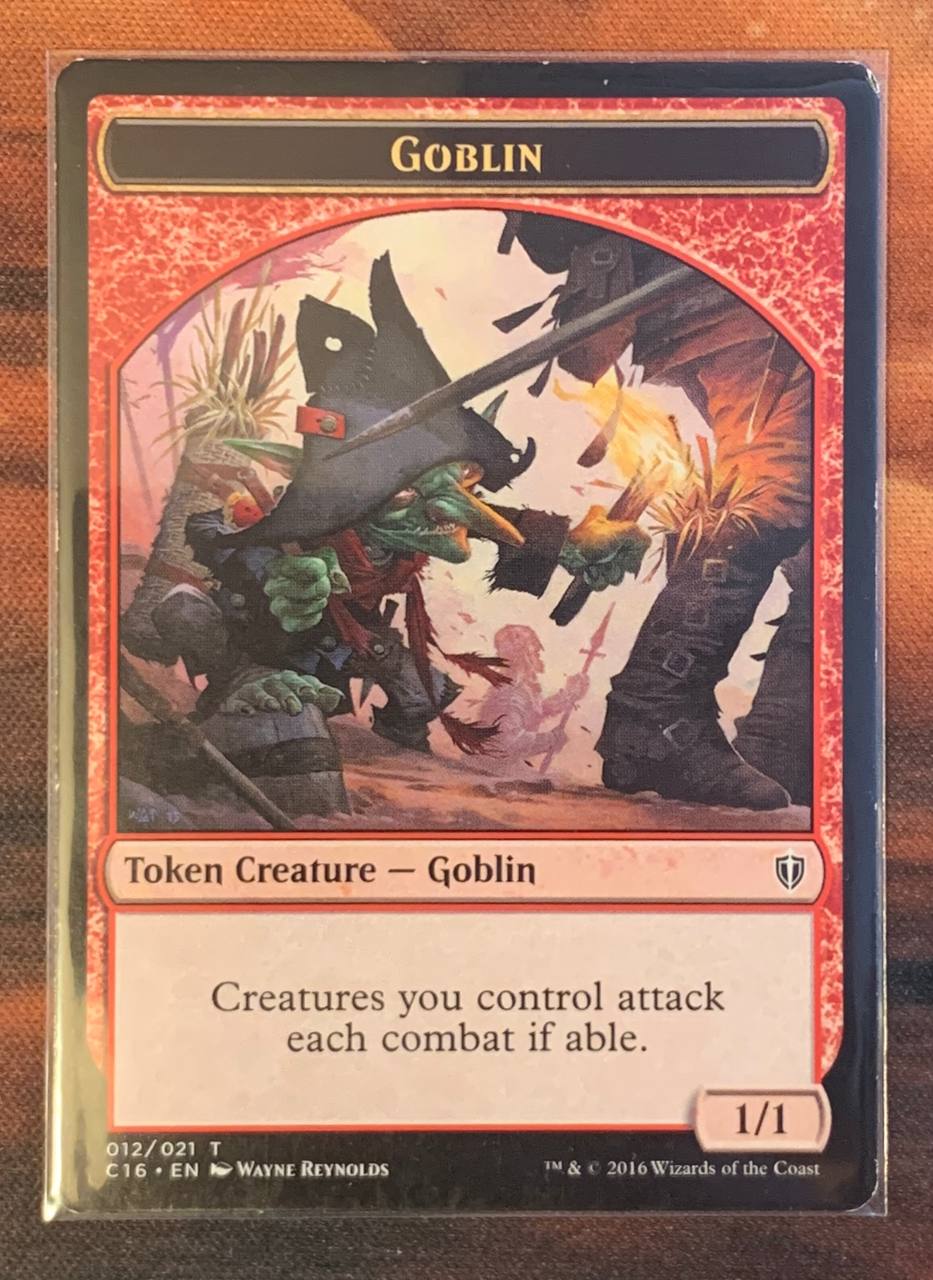 GOBLIN
Token Creature — Goblin
Creatures you control attack
each combat if able.
1/1
012/021 T
C16 • EN WAYNE REYNOLDS
™ & © 2016 Wizards of the Coast